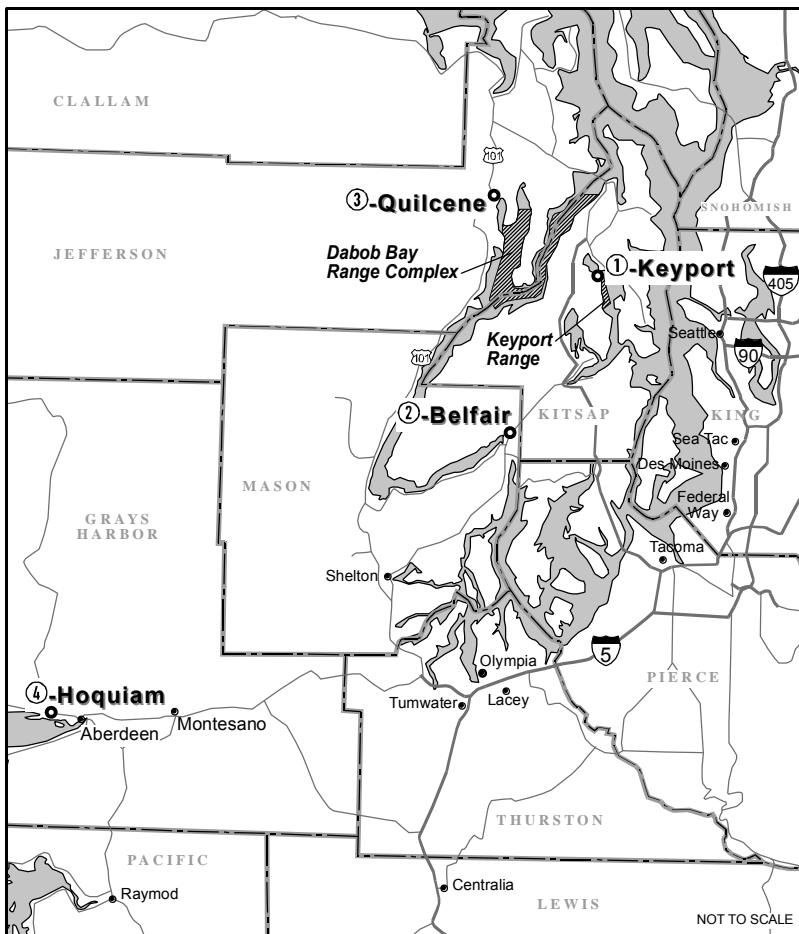 CLALLAM
101
③-Quilcene
SNOHOMISH
JEFFERSON
Dabob Bay
Range Complex
①-Keyport
405
Keyport
Range
Seattle
101
90
②-Belfair
KITSAP
KING
Sea Tac
Des Moines
MASON
Federal
Way
GRAYS
HARBOR
Tacoma
Shelton
5
Olympia
PIERCE
④-Hoquiam
Tumwater
Lacey
Aberdeen
Montesano
THURSTON
PACIFIC
Raymod
Centralia
LEWIS
NOT TO SCALE